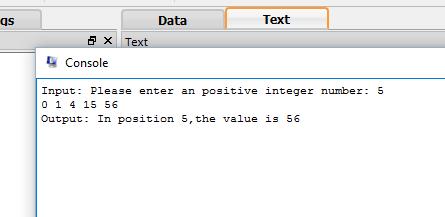 gs
Data
Text
Text
Console
Input: Please enter an positive integer number: 5
0 1 4 15 56
Output: In position 5,the value is 56